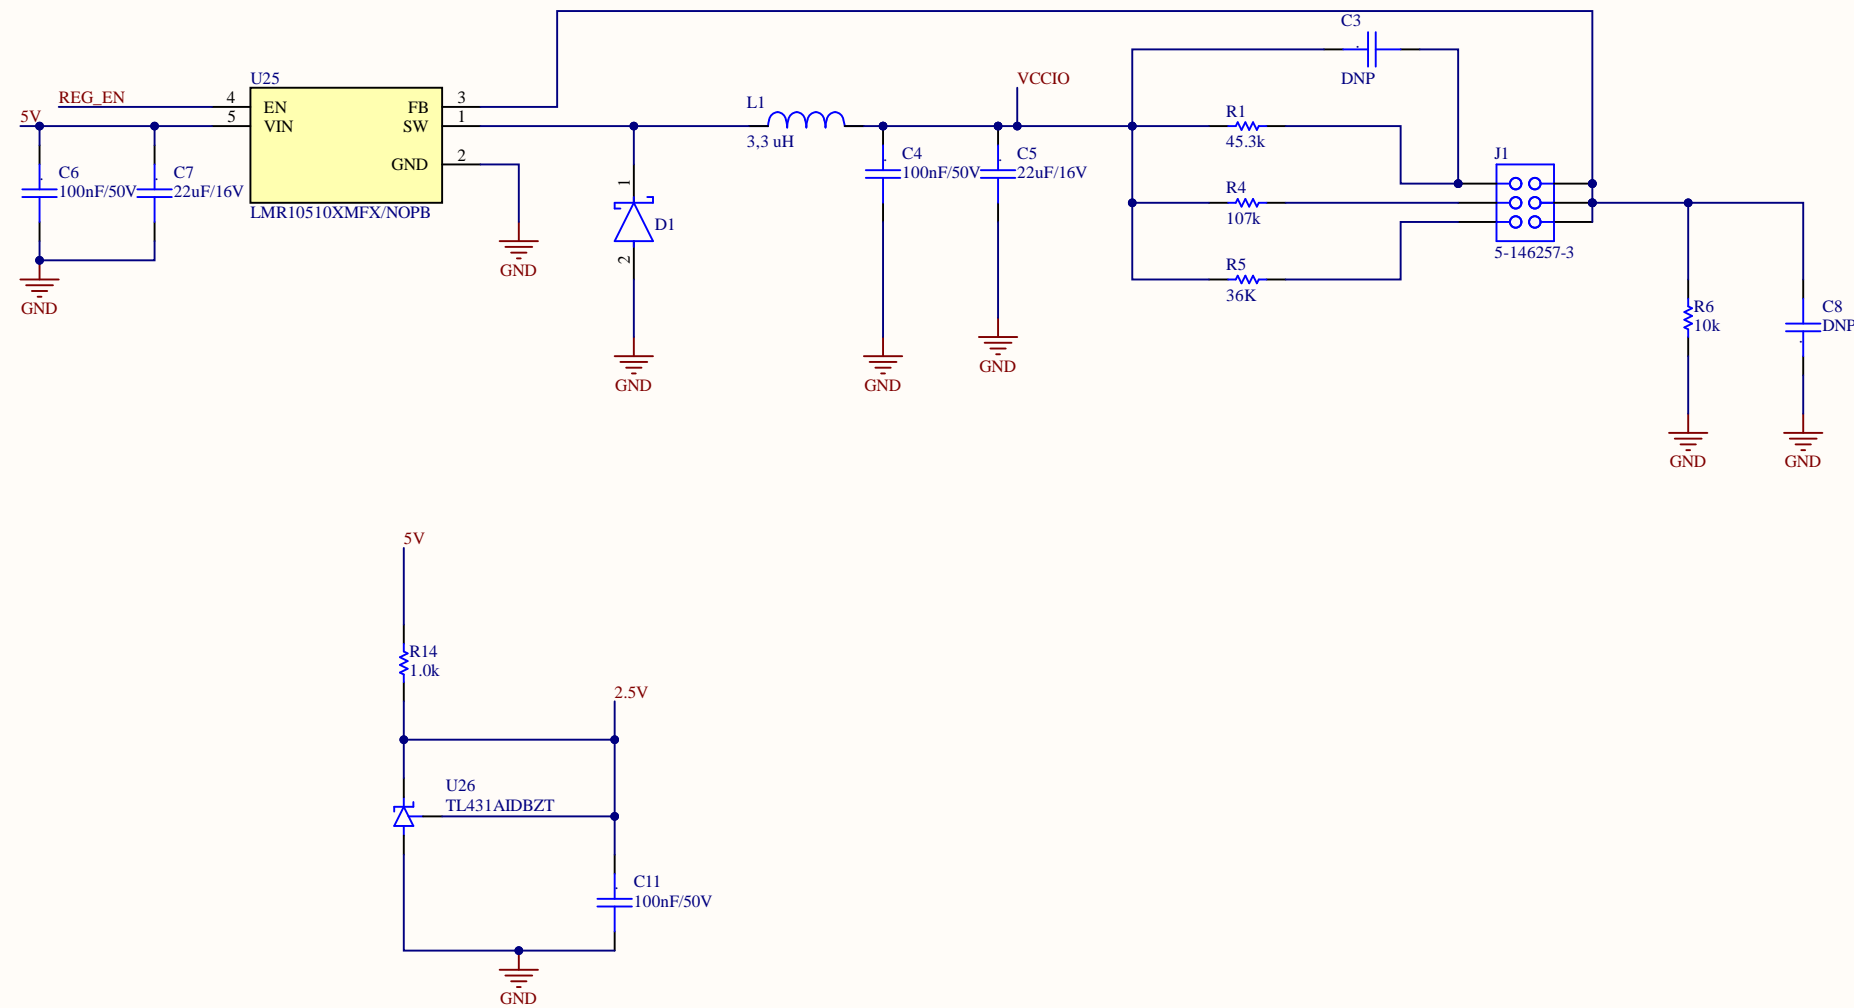 C3
DNP
U25
VCCIO
REG_EN
4
EN
FB
3
L1
R1
5V
5
VIN
SW
1
3,3 uH
45.3k
C6
100nF/50V
C7
22uF/16V
GND
2
C4
100nF/50V
C5
22uF/16V
J1
R4
107k
LMR10510XMFX/NOPB
1
D1
2
5-146257-3
R5
36K
GND
GND
R6
10k
C8
DNP
GND
GND
GND
GND
GND
5V
R14
1.0k
2.5V
U26
TL431AIDBZT
C11
100nF/50V
GND